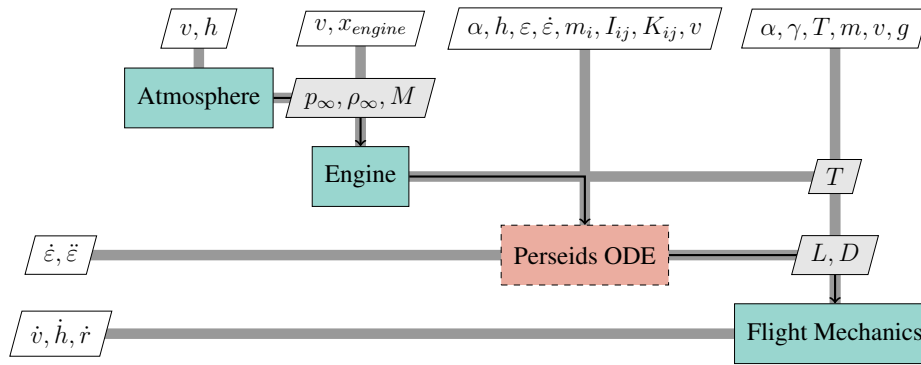 v, h
v, x_{engine}
α, h, ε, ε̇, m_i, I_{ij}, K_{ij}, v
α, γ, T, m, v, g
Atmosphere
p_∞, ρ_∞, M
Engine
T
ε̇, ε̈
Perseids ODE
L, D
v̇, ḣ, ṙ
Flight Mechanics